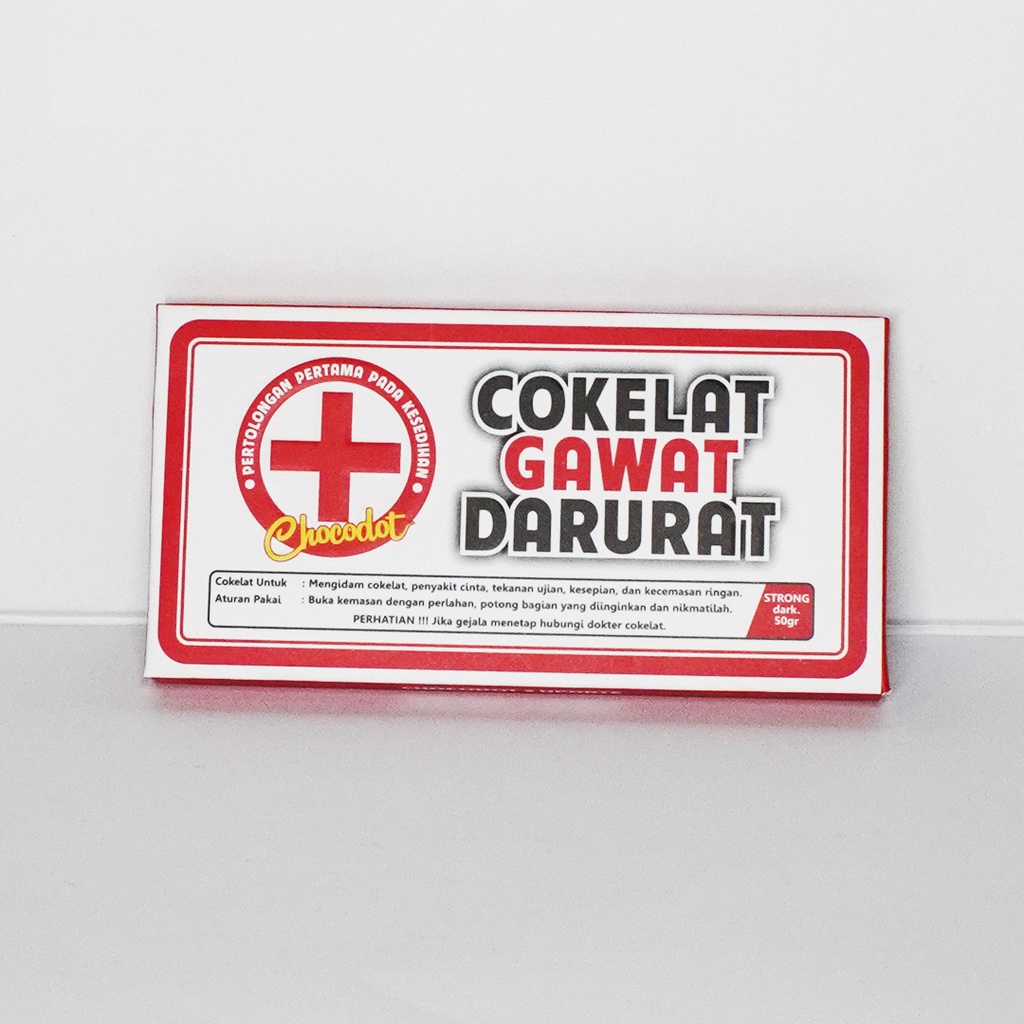 PERTOLONGAN PERTAMA PADA KESEDIHAN
Chocodot
COKELAT
GAWAT
DARURAT
Cokelat Untuk : Mengidam cokelat, penyakit cinta, tekanan ujian, kesepian, dan kecemasan ringan.
Aturan Pakai : Buka kemasan dengan perlahan, potong bagian yang diinginkan dan nikmatilah.
PERHATIAN !!! Jika gejala menetap hubungi dokter cokelat.
STRONG
dark.
50gr